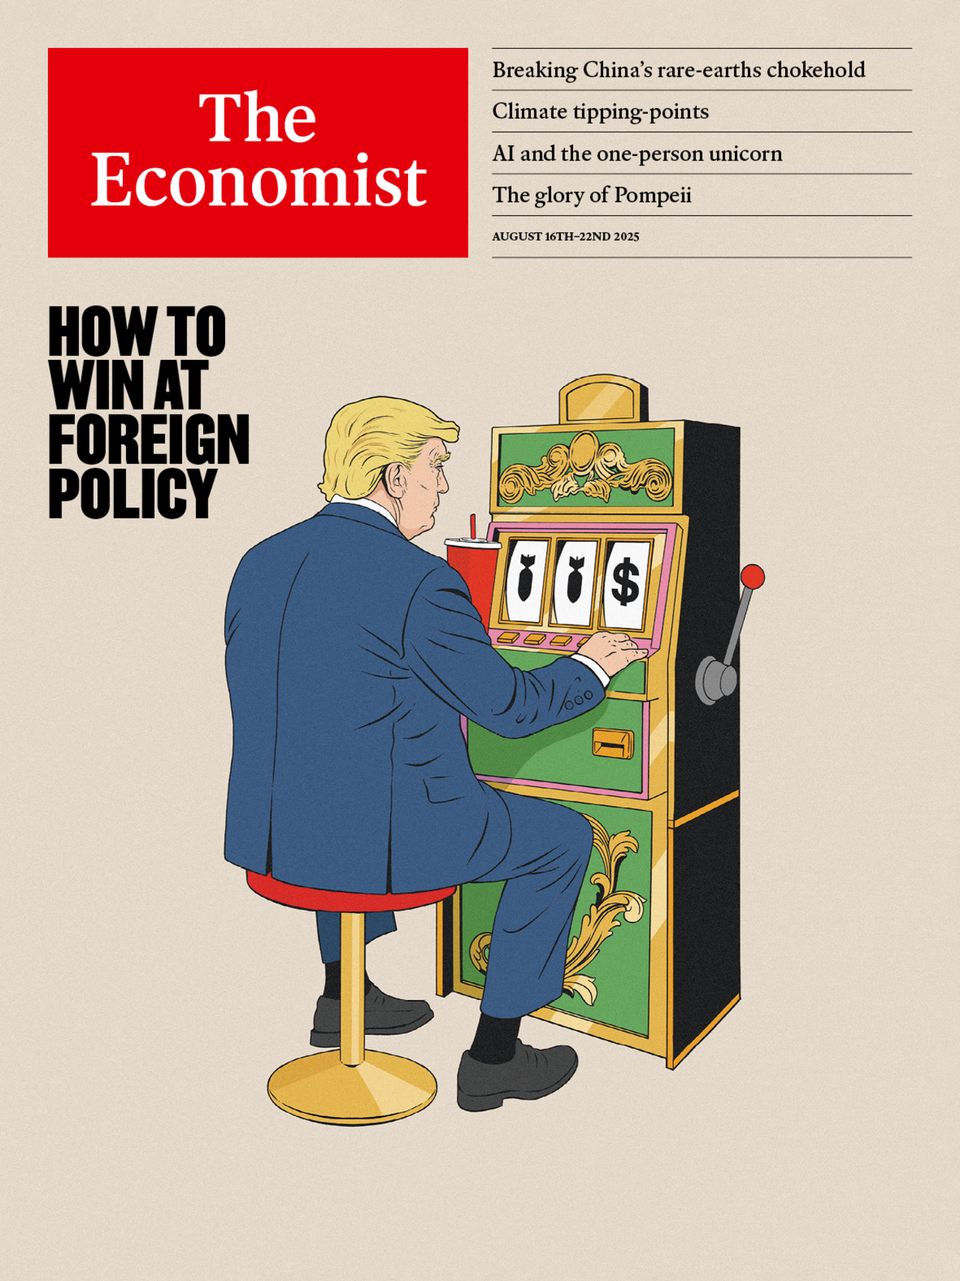 The
Economist
Breaking China's rare-earths chokehold
Climate tipping-points
AI and the one-person unicorn
The glory of Pompeii
AUGUST 16TH–22ND 2025
HOW TO
WIN AT
FOREIGN
POLICY
$